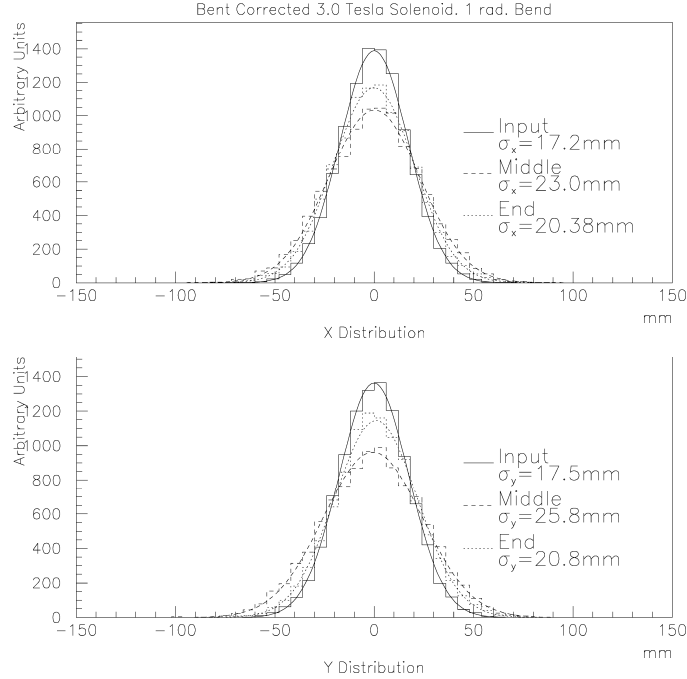 Bent Corrected 3.0 Tesla Solenoid. 1 rad. Bend
Arbitrary Units
1400
1200
1000
800
600
400
200
0
Input
σx=17.2mm
Middle
σx=23.0mm
End
σx=20.38mm
−150 −100 −50 0 50 100 150
mm
X Distribution
Arbitrary Units
1400
1200
1000
800
600
400
200
0
Input
σy=17.5mm
Middle
σy=25.8mm
End
σy=20.8mm
−150 −100 −50 0 50 100 150
mm
Y Distribution